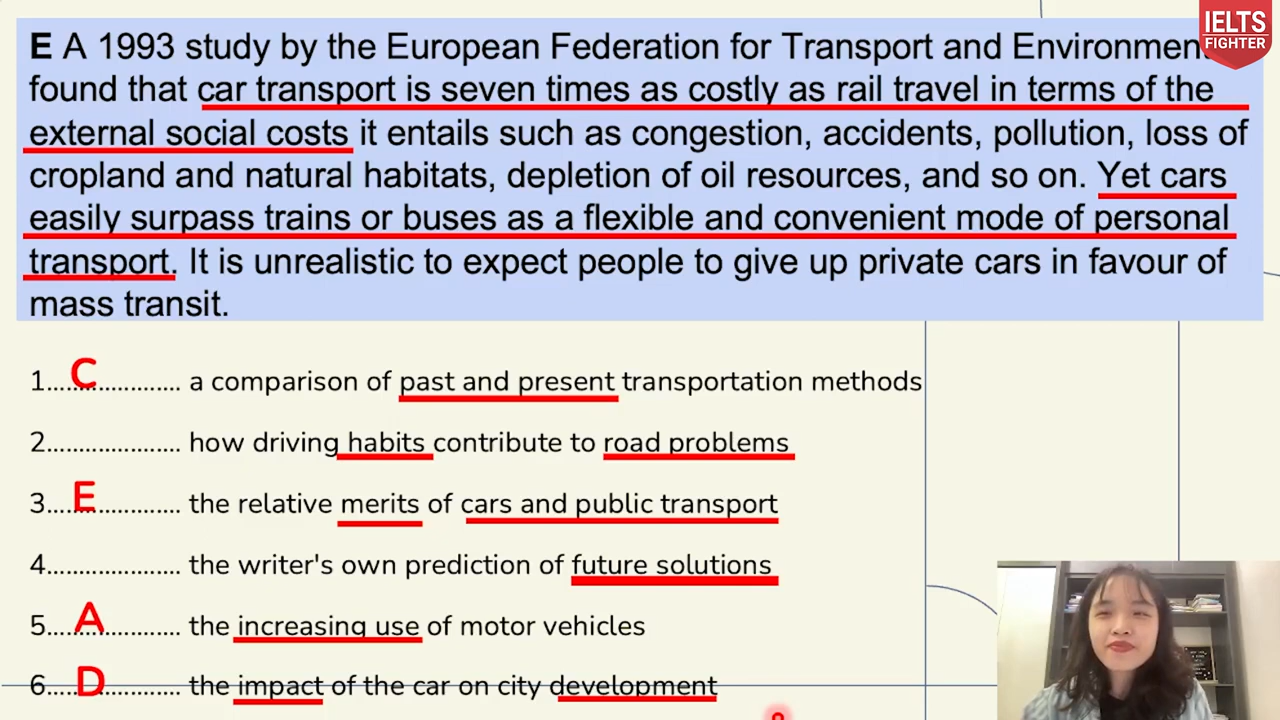 IELTS
FIGHTER
E A 1993 study by the European Federation for Transport and Environment
found that car transport is seven times as costly as rail travel in terms of the
external social costs it entails such as congestion, accidents, pollution, loss of
cropland and natural habitats, depletion of oil resources, and so on. Yet cars
easily surpass trains or buses as a flexible and convenient mode of personal
transport. It is unrealistic to expect people to give up private cars in favour of
mass transit.
1....C.................. a comparison of past and present transportation methods
2..................... how driving habits contribute to road problems
3....E.................. the relative merits of cars and public transport
4..................... the writer's own prediction of future solutions
5....A.................. the increasing use of motor vehicles
6....D.................. the impact of the car on city development